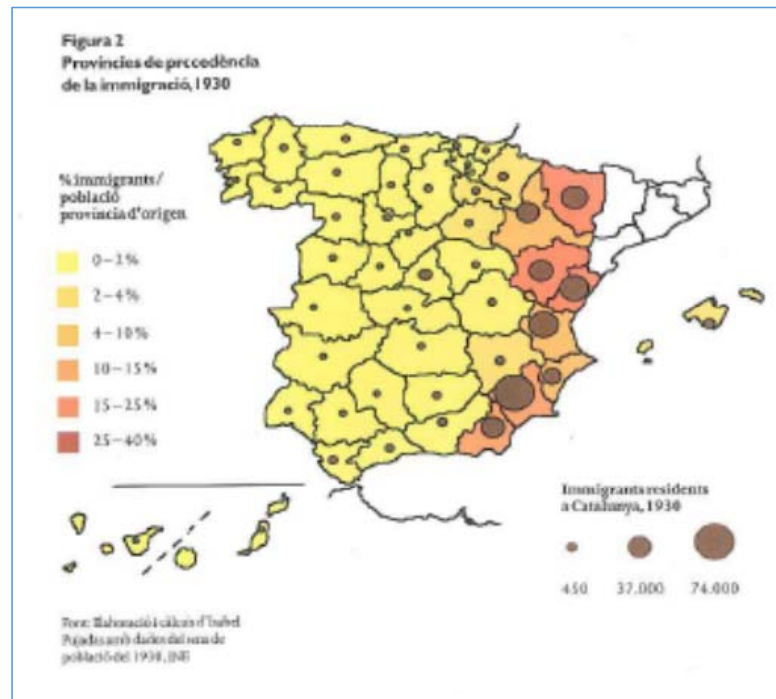 Figura 2
Províncies de precedència
de la immigració, 1930
% immigrants/
població
província d'origen
0–2%
2–4%
4–10%
10–15%
15–25%
25–40%
Immigrants residents
a Catalunya, 1930
450 37.000 74.000
Font: Elaboració i càlculs d'Isabel
Pujadas amb dades del cens de
població del 1930, INE